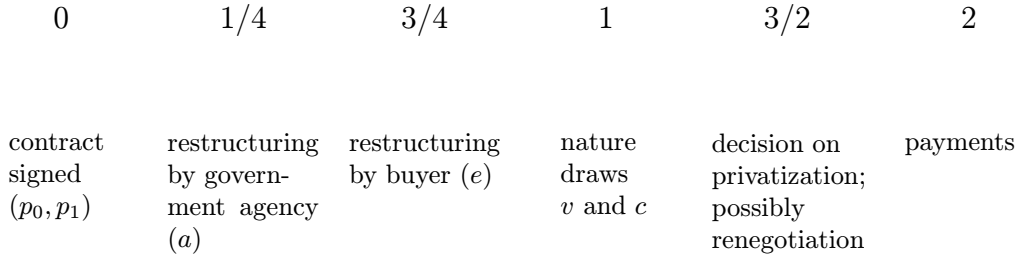 0 1/4 3/4 1 3/2 2
contract restructuring restructuring nature decision on payments
signed by govern- by buyer (e) draws privatization;
(p₀, p₁) ment agency v and c possibly
(a) renegotiation